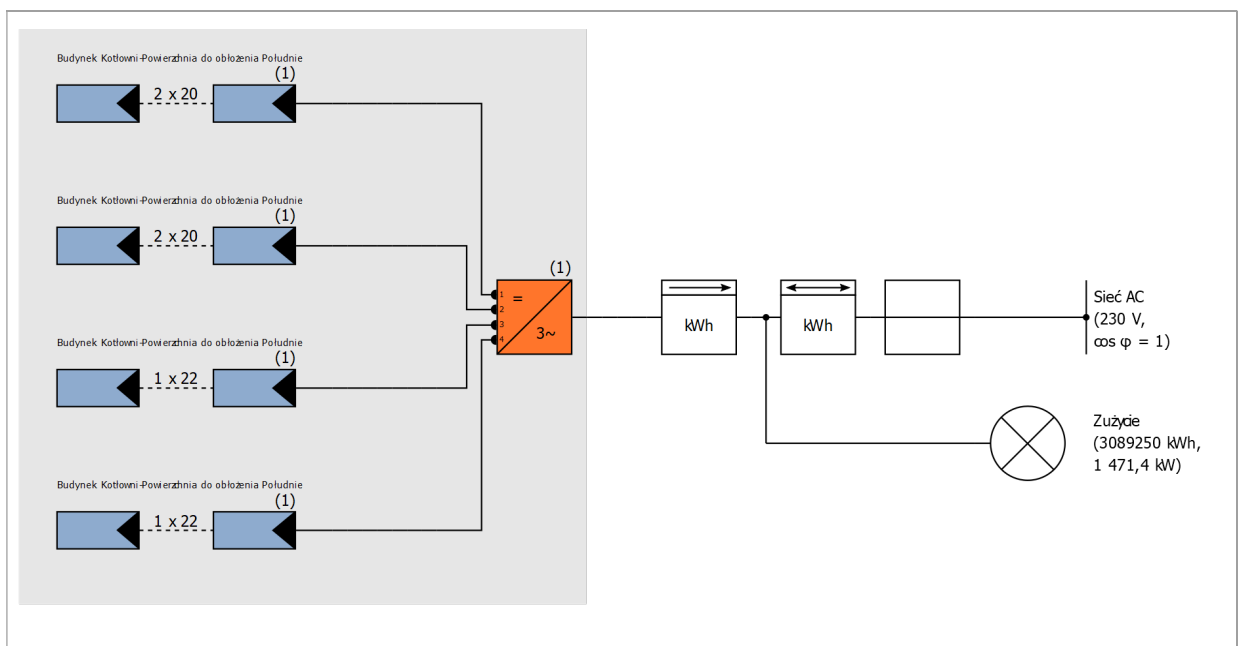 Budynek Kotłowni-Powierzchnia do obłożenia Południe
(1)
2 x 20
Budynek Kotłowni-Powierzchnia do obłożenia Południe
(1)
2 x 20
(1)
1
2
3
4
=
3~
kWh
kWh
Sieć AC
(230 V,
cos φ = 1)
Budynek Kotłowni-Powierzchnia do obłożenia Południe
(1)
1 x 22
Zużycie
(3089250 kWh,
1 471,4 kW)
Budynek Kotłowni-Powierzchnia do obłożenia Południe
(1)
1 x 22